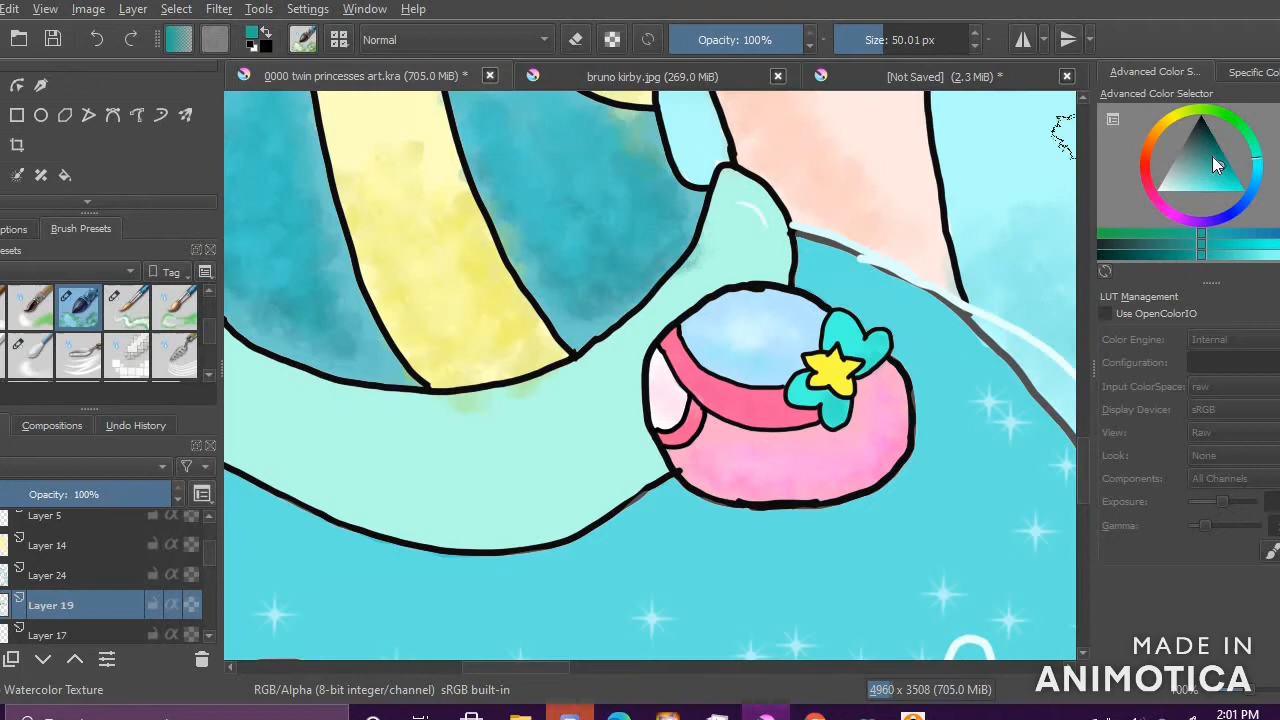 Edit Image Layer Select Filter Tools Settings Window Help
Normal Opacity: 100% Size: 50.01 px
0000 twin princesses art.kra (705.0 MiB) *
bruno kirby.jpg (269.0 MiB)
[Not Saved] (2.3 MiB) *
Advanced Color S... Specific Co
Advanced Color Selector
ptions Brush Presets
esets
Tag
LUT Management
Use OpenColorIO
Color Engine: Internal
Configuration:
Input ColorSpace: raw
Display Device: sRGB
View: Raw
Look: None
Components: All Channels
Exposure:
Gamma:
Compositions Undo History
Opacity: 100%
Layer 5
Layer 14
Layer 24
Layer 19
Layer 17
Watercolor Texture
RGB/Alpha (8-bit integer/channel) sRGB built-in
4960 x 3508 (705.0 MiB)
100%
MADE IN
ANIMOTICA
2:01 PM